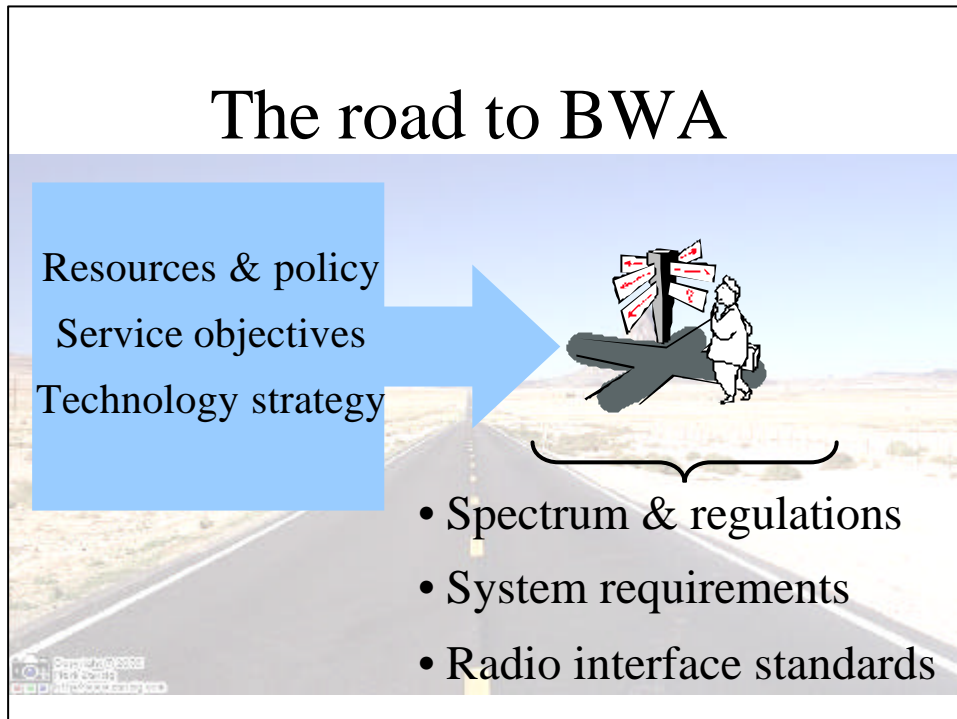 The road to BWA
Resources & policy
Service objectives
Technology strategy
• Spectrum & regulations
• System requirements
• Radio interface standards